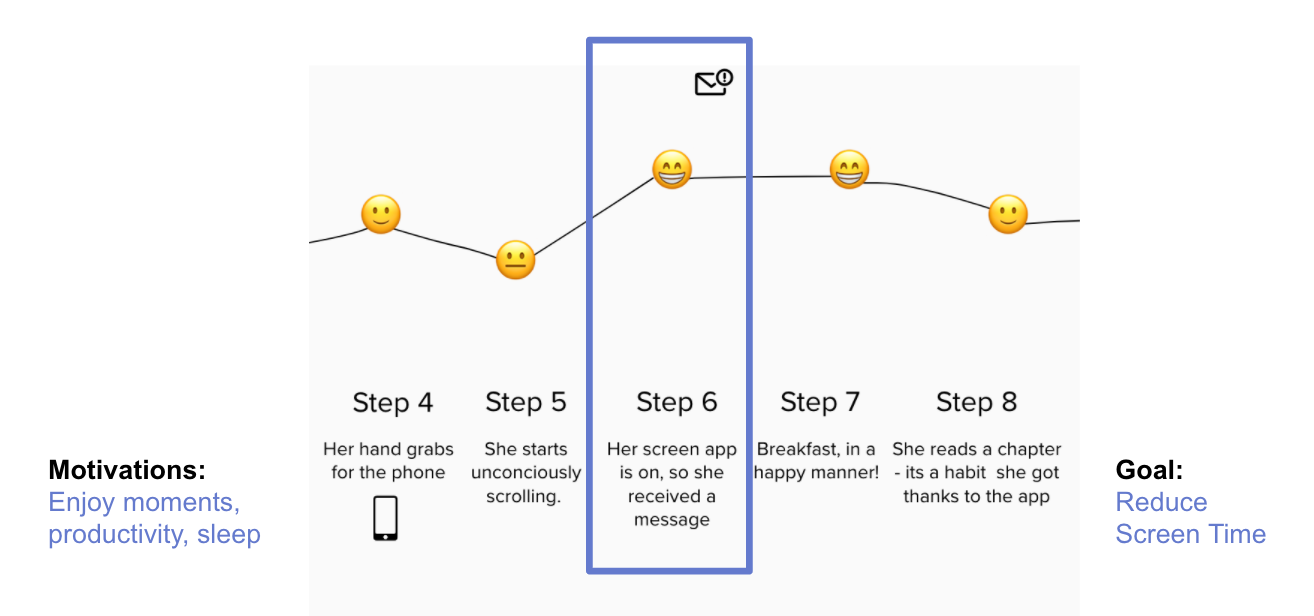 Step 4
Her hand grabs
for the phone
Step 5
She starts
unconciously
scrolling.
Step 6
Her screen app
is on, so she
received a
message
Step 7
Breakfast, in a
happy manner!
Step 8
She reads a chapter
- its a habit  she got
thanks to the app
Motivations:
Enjoy moments,
productivity, sleep
Goal:
Reduce
Screen Time